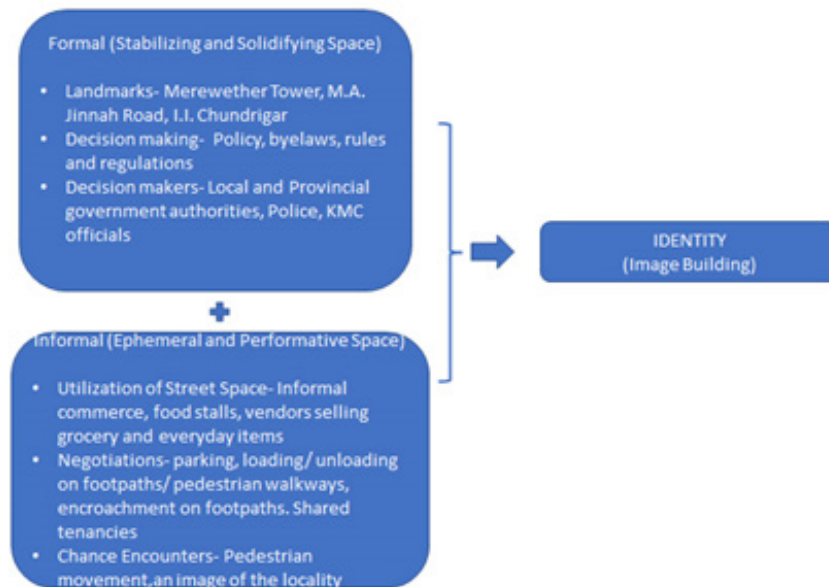 Formal (Stabilizing and Solidifying Space)
• Landmarks- Merewether Tower, M.A.
Jinnah Road, I.I. Chundrigar
• Decision making- Policy, byelaws, rules
and regulations
• Decision makers- Local and Provincial
government authorities, Police, KMC
officials
Informal (Ephemeral and Performative Space)
• Utilization of Street Space- Informal
commerce, food stalls, vendors selling
grocery and everyday items
• Negotiations- parking, loading/ unloading
on footpaths/ pedestrian walkways,
encroachment on footpaths. Shared
tenancies
• Chance Encounters- Pedestrian
movement,an image of the locality
IDENTITY
(Image Building)